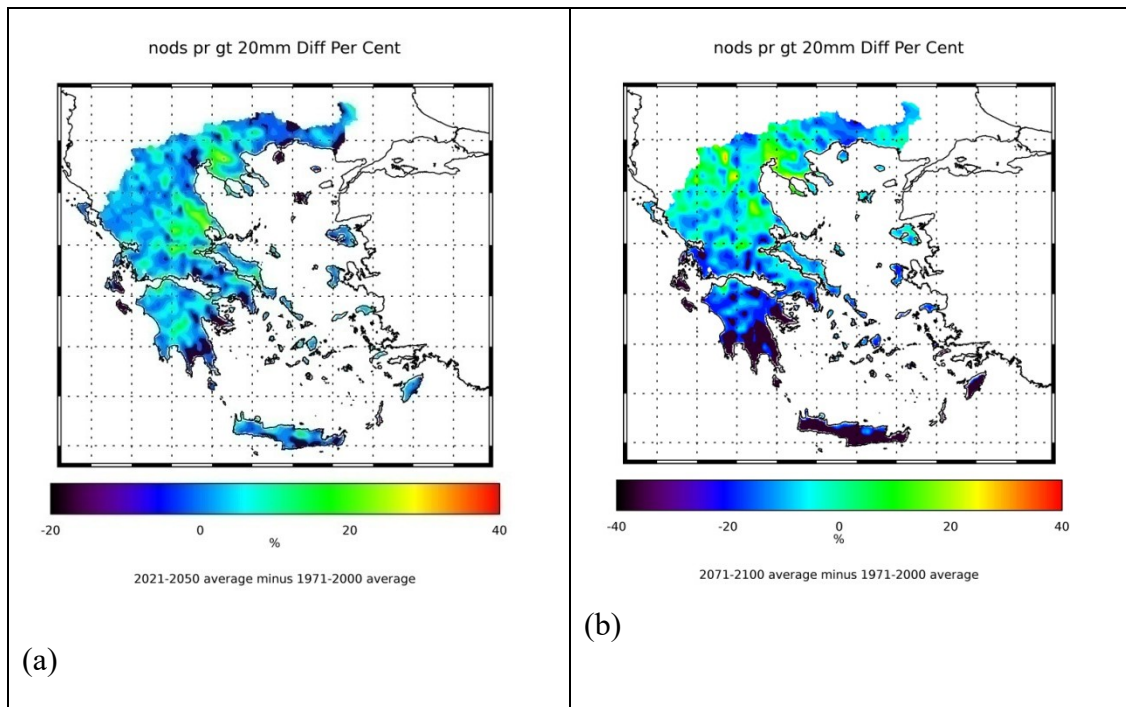 nods pr gt 20mm Diff Per Cent
-20 0 20 40
%
2021-2050 average minus 1971-2000 average
(a)
nods pr gt 20mm Diff Per Cent
-40 -20 0 20 40
%
2071-2100 average minus 1971-2000 average
(b)